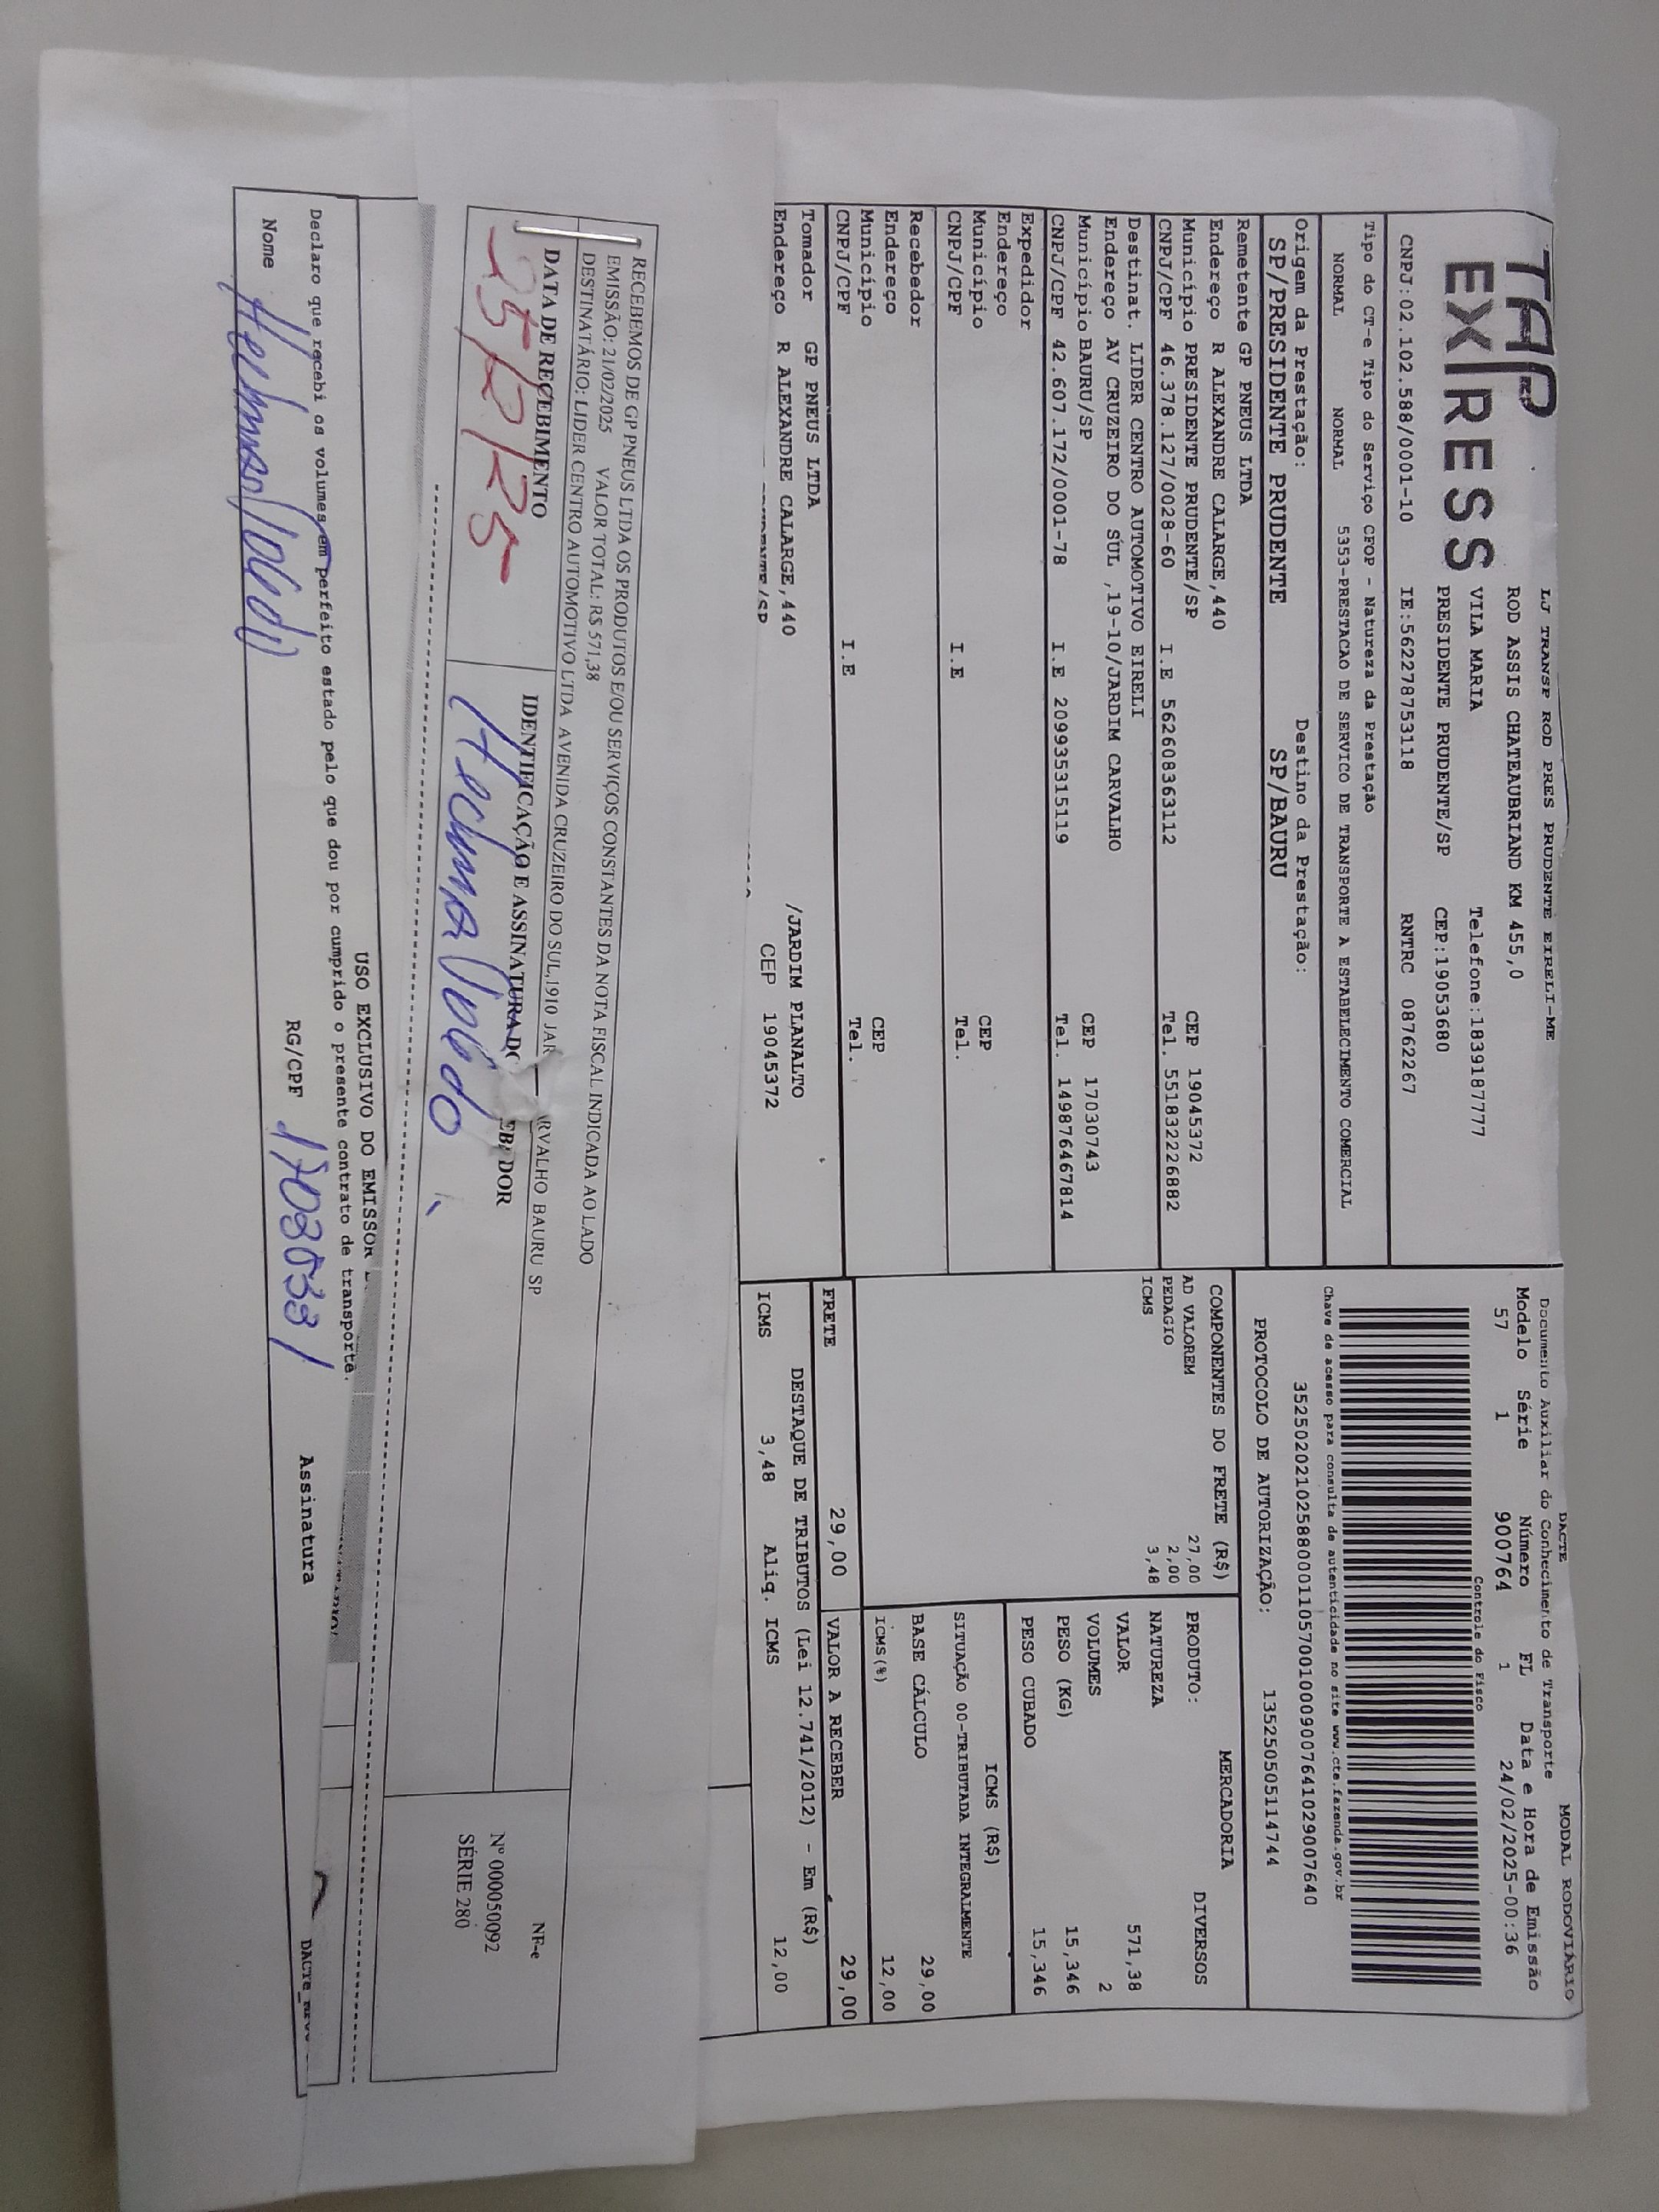 TAP EXPRESS
LJ TRANSP ROD PRES PRUDENTE EIRELI-ME
ROD ASSIS CHATEAUBRIAND KM 455,0
VILA MARIA Telefone:1839187777
PRESIDENTE PRUDENTE/SP CEP:19053680
CNPJ:02.102.588/0001-10 IE:562278753118 RNTRC 08762267
Tipo do CT-e Tipo do Serviço CFOP - Natureza da Prestação
NORMAL NORMAL 5353-PRESTACAO DE SERVICO DE TRANSPORTE A ESTABELECIMENTO COMERCIAL
Origem da Prestação: Destino da Prestação:
SP/PRESIDENTE PRUDENTE SP/BAURU
DACTE MODAL RODOVIÁRIO
Documento Auxiliar do Conhecimento de Transporte
Modelo Série Número FL Data e Hora de Emissão
57 1 900764 1 24/02/2025-00:36
Controle do Fisco
Chave de acesso para consulta de autenticidade no site www.cte.fazenda.gov.br
35250202102588000110570010009007641029007640
PROTOCOLO DE AUTORIZAÇÃO: 135250505114744
Remetente GP PNEUS LTDA
Endereço R ALEXANDRE CALARGE,440
Município PRESIDENTE PRUDENTE/SP CEP 19045372
CNPJ/CPF 46.378.127/0028-60 I.E 562608363112 Tel. 551832226882
Destinat. LIDER CENTRO AUTOMOTIVO EIRELI
Endereço AV CRUZEIRO DO SUL ,19-10/JARDIM CARVALHO
Município BAURU/SP CEP 17030743
CNPJ/CPF 42.607.172/0001-78 I.E 209935315119 Tel. 149876467814
Expedidor
Endereço
Município CEP
CNPJ/CPF I.E Tel.
Recebedor
Endereço
Município CEP
CNPJ/CPF I.E Tel.
Tomador GP PNEUS LTDA
Endereço R ALEXANDRE CALARGE,440 /JARDIM PLANALTO
CEP 19045372
COMPONENTES DO FRETE (R$)
AD VALOREM 27,00
PEDAGIO 2,00
ICMS 3,48
MERCADORIA
PRODUTO: DIVERSOS
NATUREZA
VALOR 571,38
VOLUMES 2
PESO (KG) 15,346
PESO CUBADO 15,346
ICMS (R$)
SITUAÇÃO 00-TRIBUTADA INTEGRALMENTE
BASE CÁLCULO 29,00
ICMS(%) 12,00
FRETE 29,00 VALOR A RECEBER 29,00
DESTAQUE DE TRIBUTOS (Lei 12.741/2012) - Em (R$)
ICMS 3,48 Aliq. ICMS 12,00
RECEBEMOS DE GP PNEUS LTDA OS PRODUTOS E/OU SERVIÇOS CONSTANTES DA NOTA FISCAL INDICADA AO LADO
EMISSÃO: 21/02/2025 VALOR TOTAL: R$ 571,38
DESTINATÁRIO: LIDER CENTRO AUTOMOTIVO LTDA AVENIDA CRUZEIRO DO SUL,1910 JAR RVALHO BAURU SP
DATA DE RECEBIMENTO IDENTIFICAÇÃO E ASSINATURA DO EBEDOR
25/2/25
NF-e
Nº 000050092
SÉRIE 280
USO EXCLUSIVO DO EMISSOR
Declaro que recebi os volumes em perfeito estado pelo que dou por cumprido o presente contrato de transporte.
Nome RG/CPF Assinatura